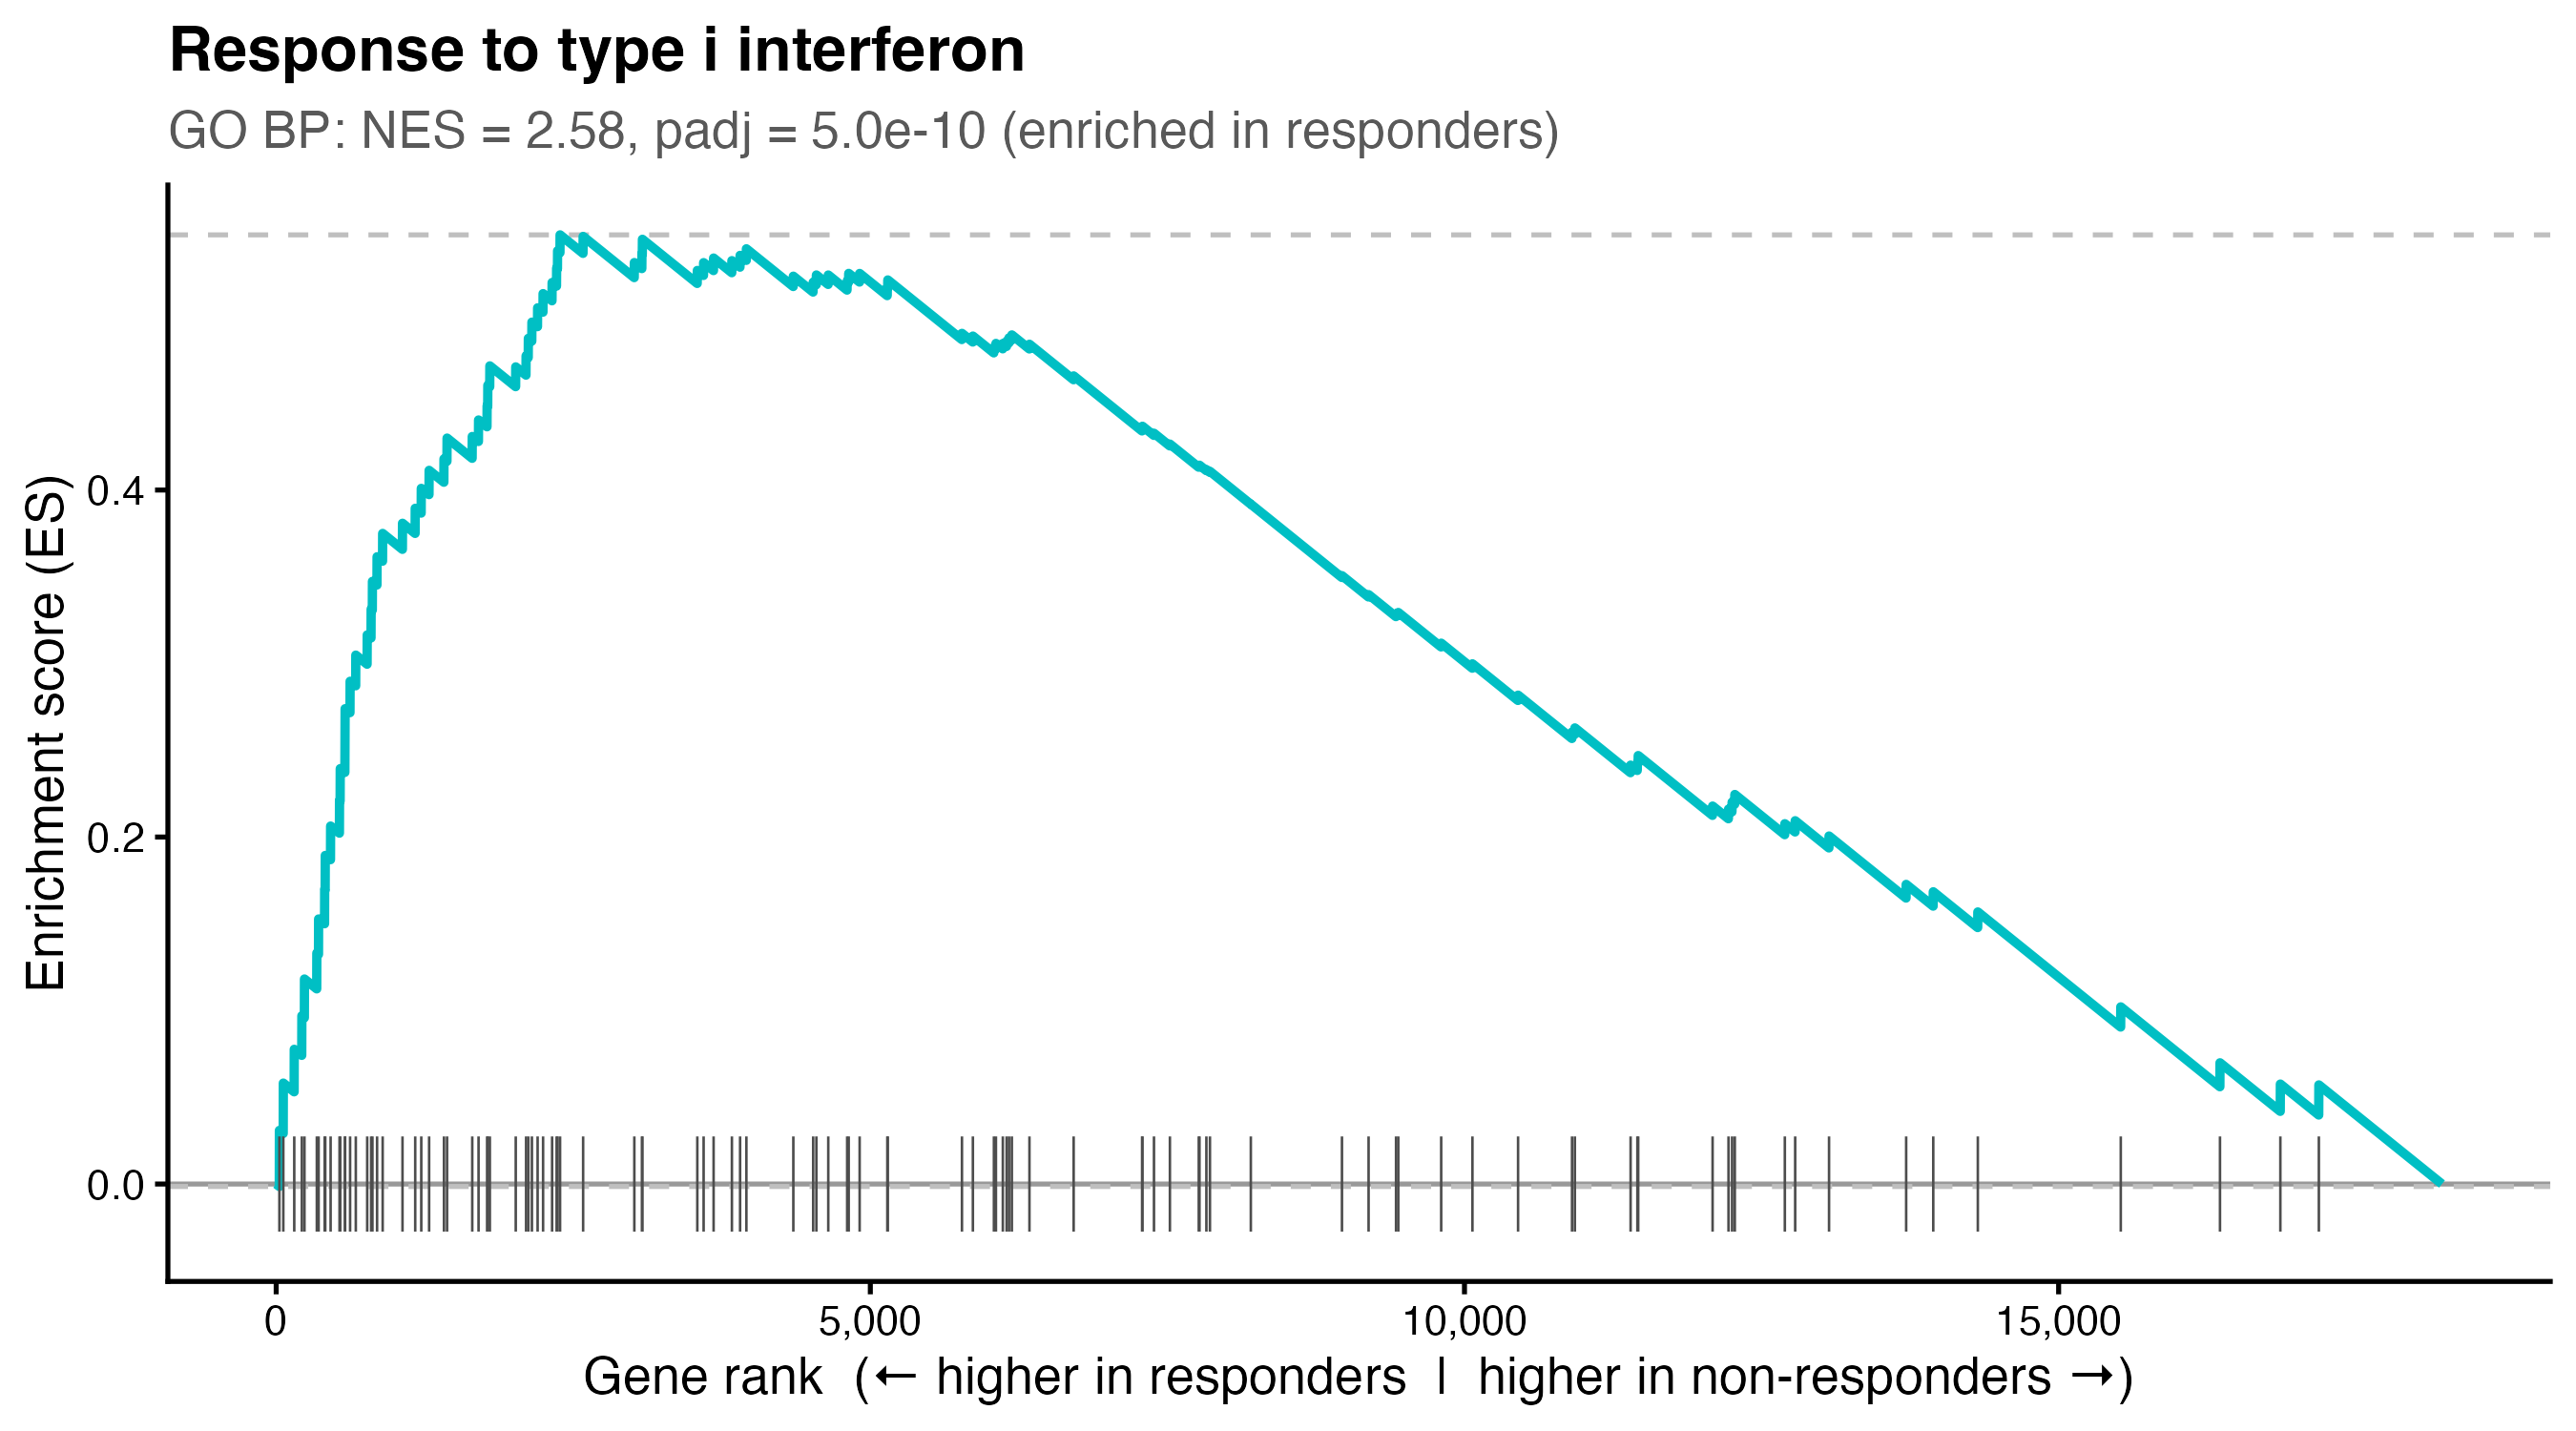 Response to type i interferon
GO BP: NES = 2.58, padj = 5.0e-10 (enriched in responders)
Enrichment score (ES)
0.4
0.2
0.0
0 5,000 10,000 15,000
Gene rank (← higher in responders | higher in non-responders →)